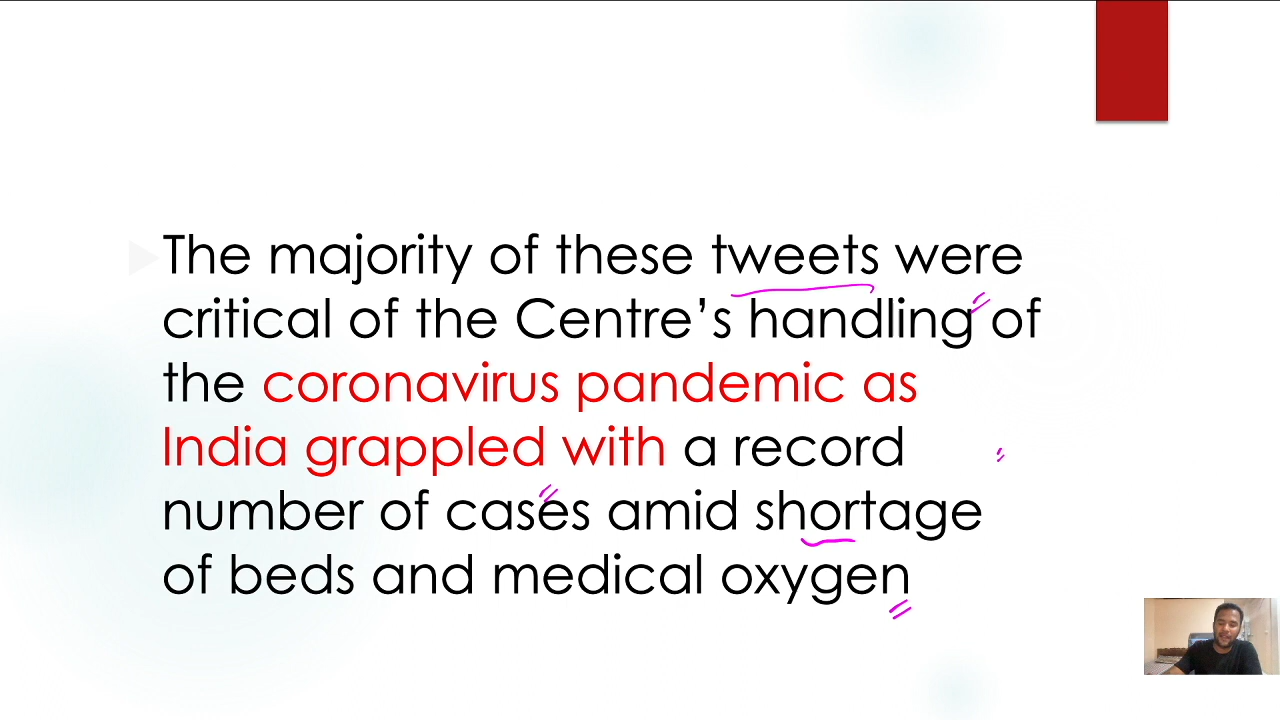 The majority of these tweets were
critical of the Centre’s handling of
the coronavirus pandemic as
India grappled with a record
number of cases amid shortage
of beds and medical oxygen